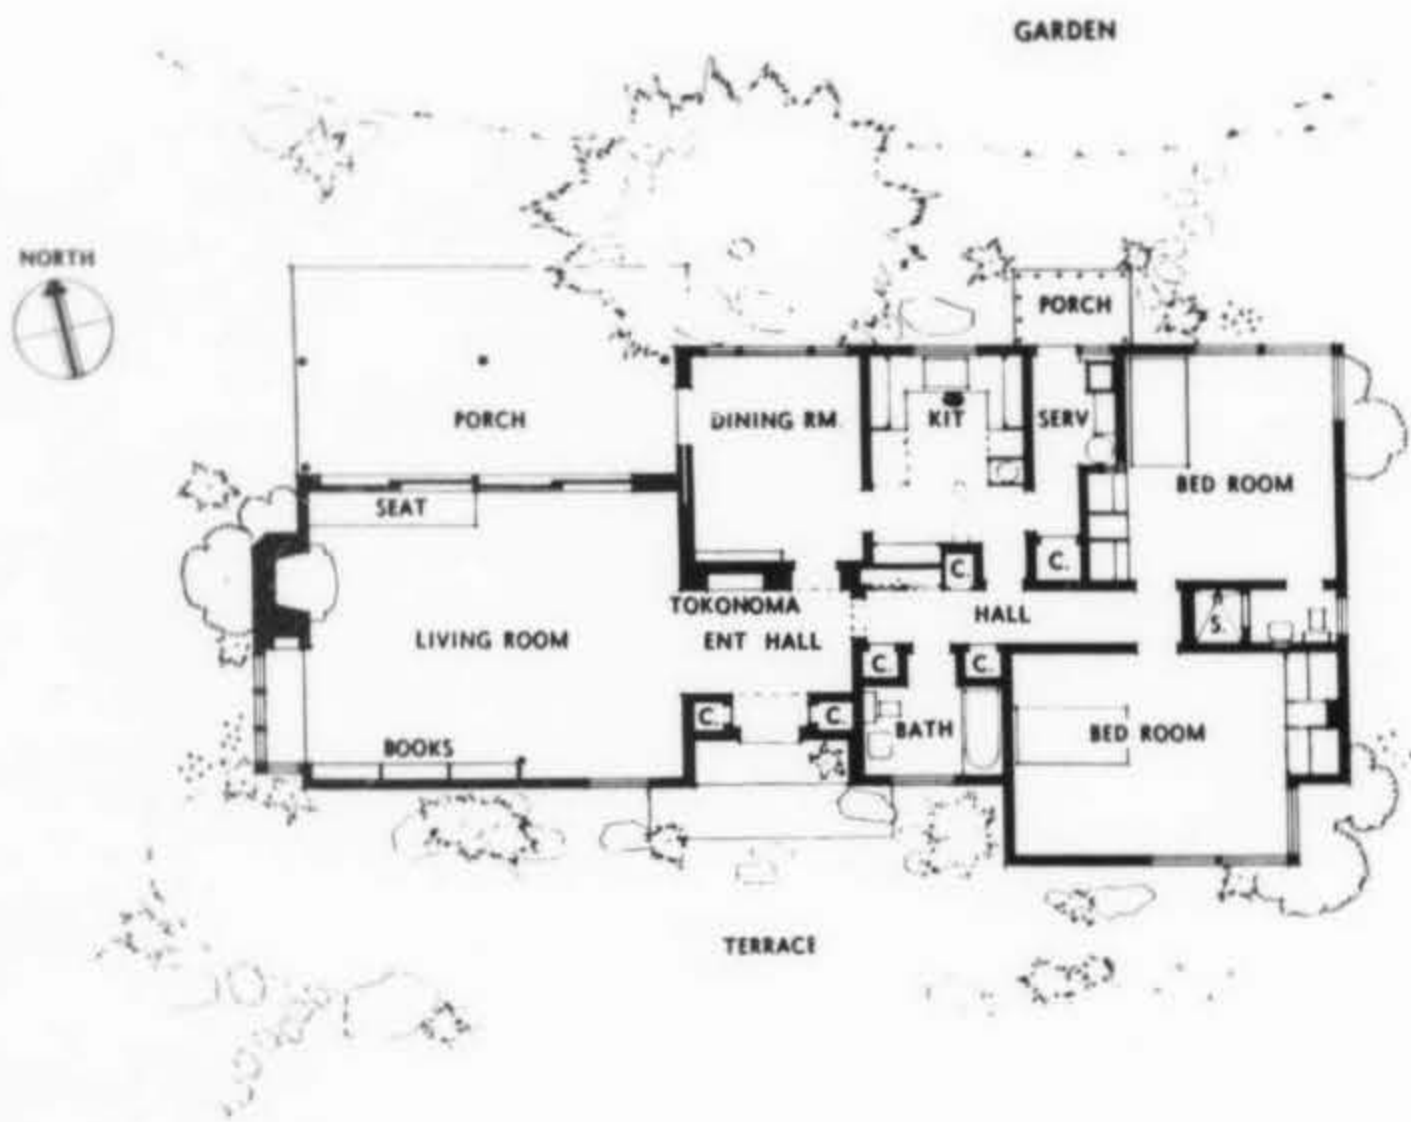 GARDEN
NORTH
PORCH
PORCH
DINING RM.
KIT
SERV
BED ROOM
SEAT
C.
C.
TOKONOMA
LIVING ROOM
ENT HALL
HALL
S.
C.
C.
C.
C.
BATH
BED ROOM
BOOKS
TERRACE